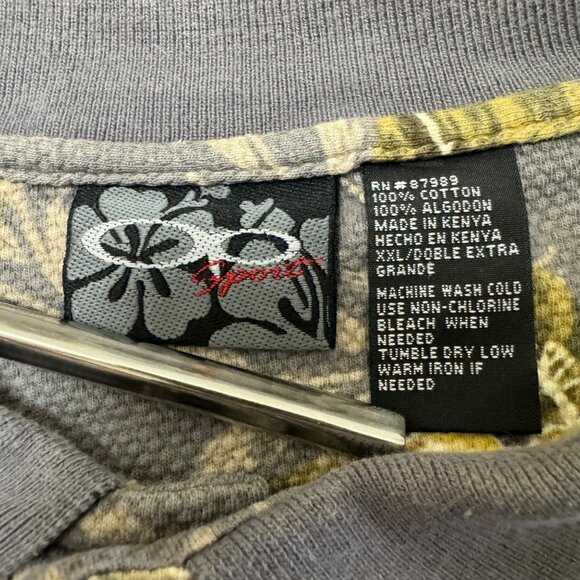 Sport
RN # 87989
100% COTTON
100% ALGODON
MADE IN KENYA
HECHO EN KENYA
XXL/DOBLE EXTRA
GRANDE
MACHINE WASH COLD
USE NON-CHLORINE
BLEACH WHEN
NEEDED
TUMBLE DRY LOW
WARM IRON IF
NEEDED